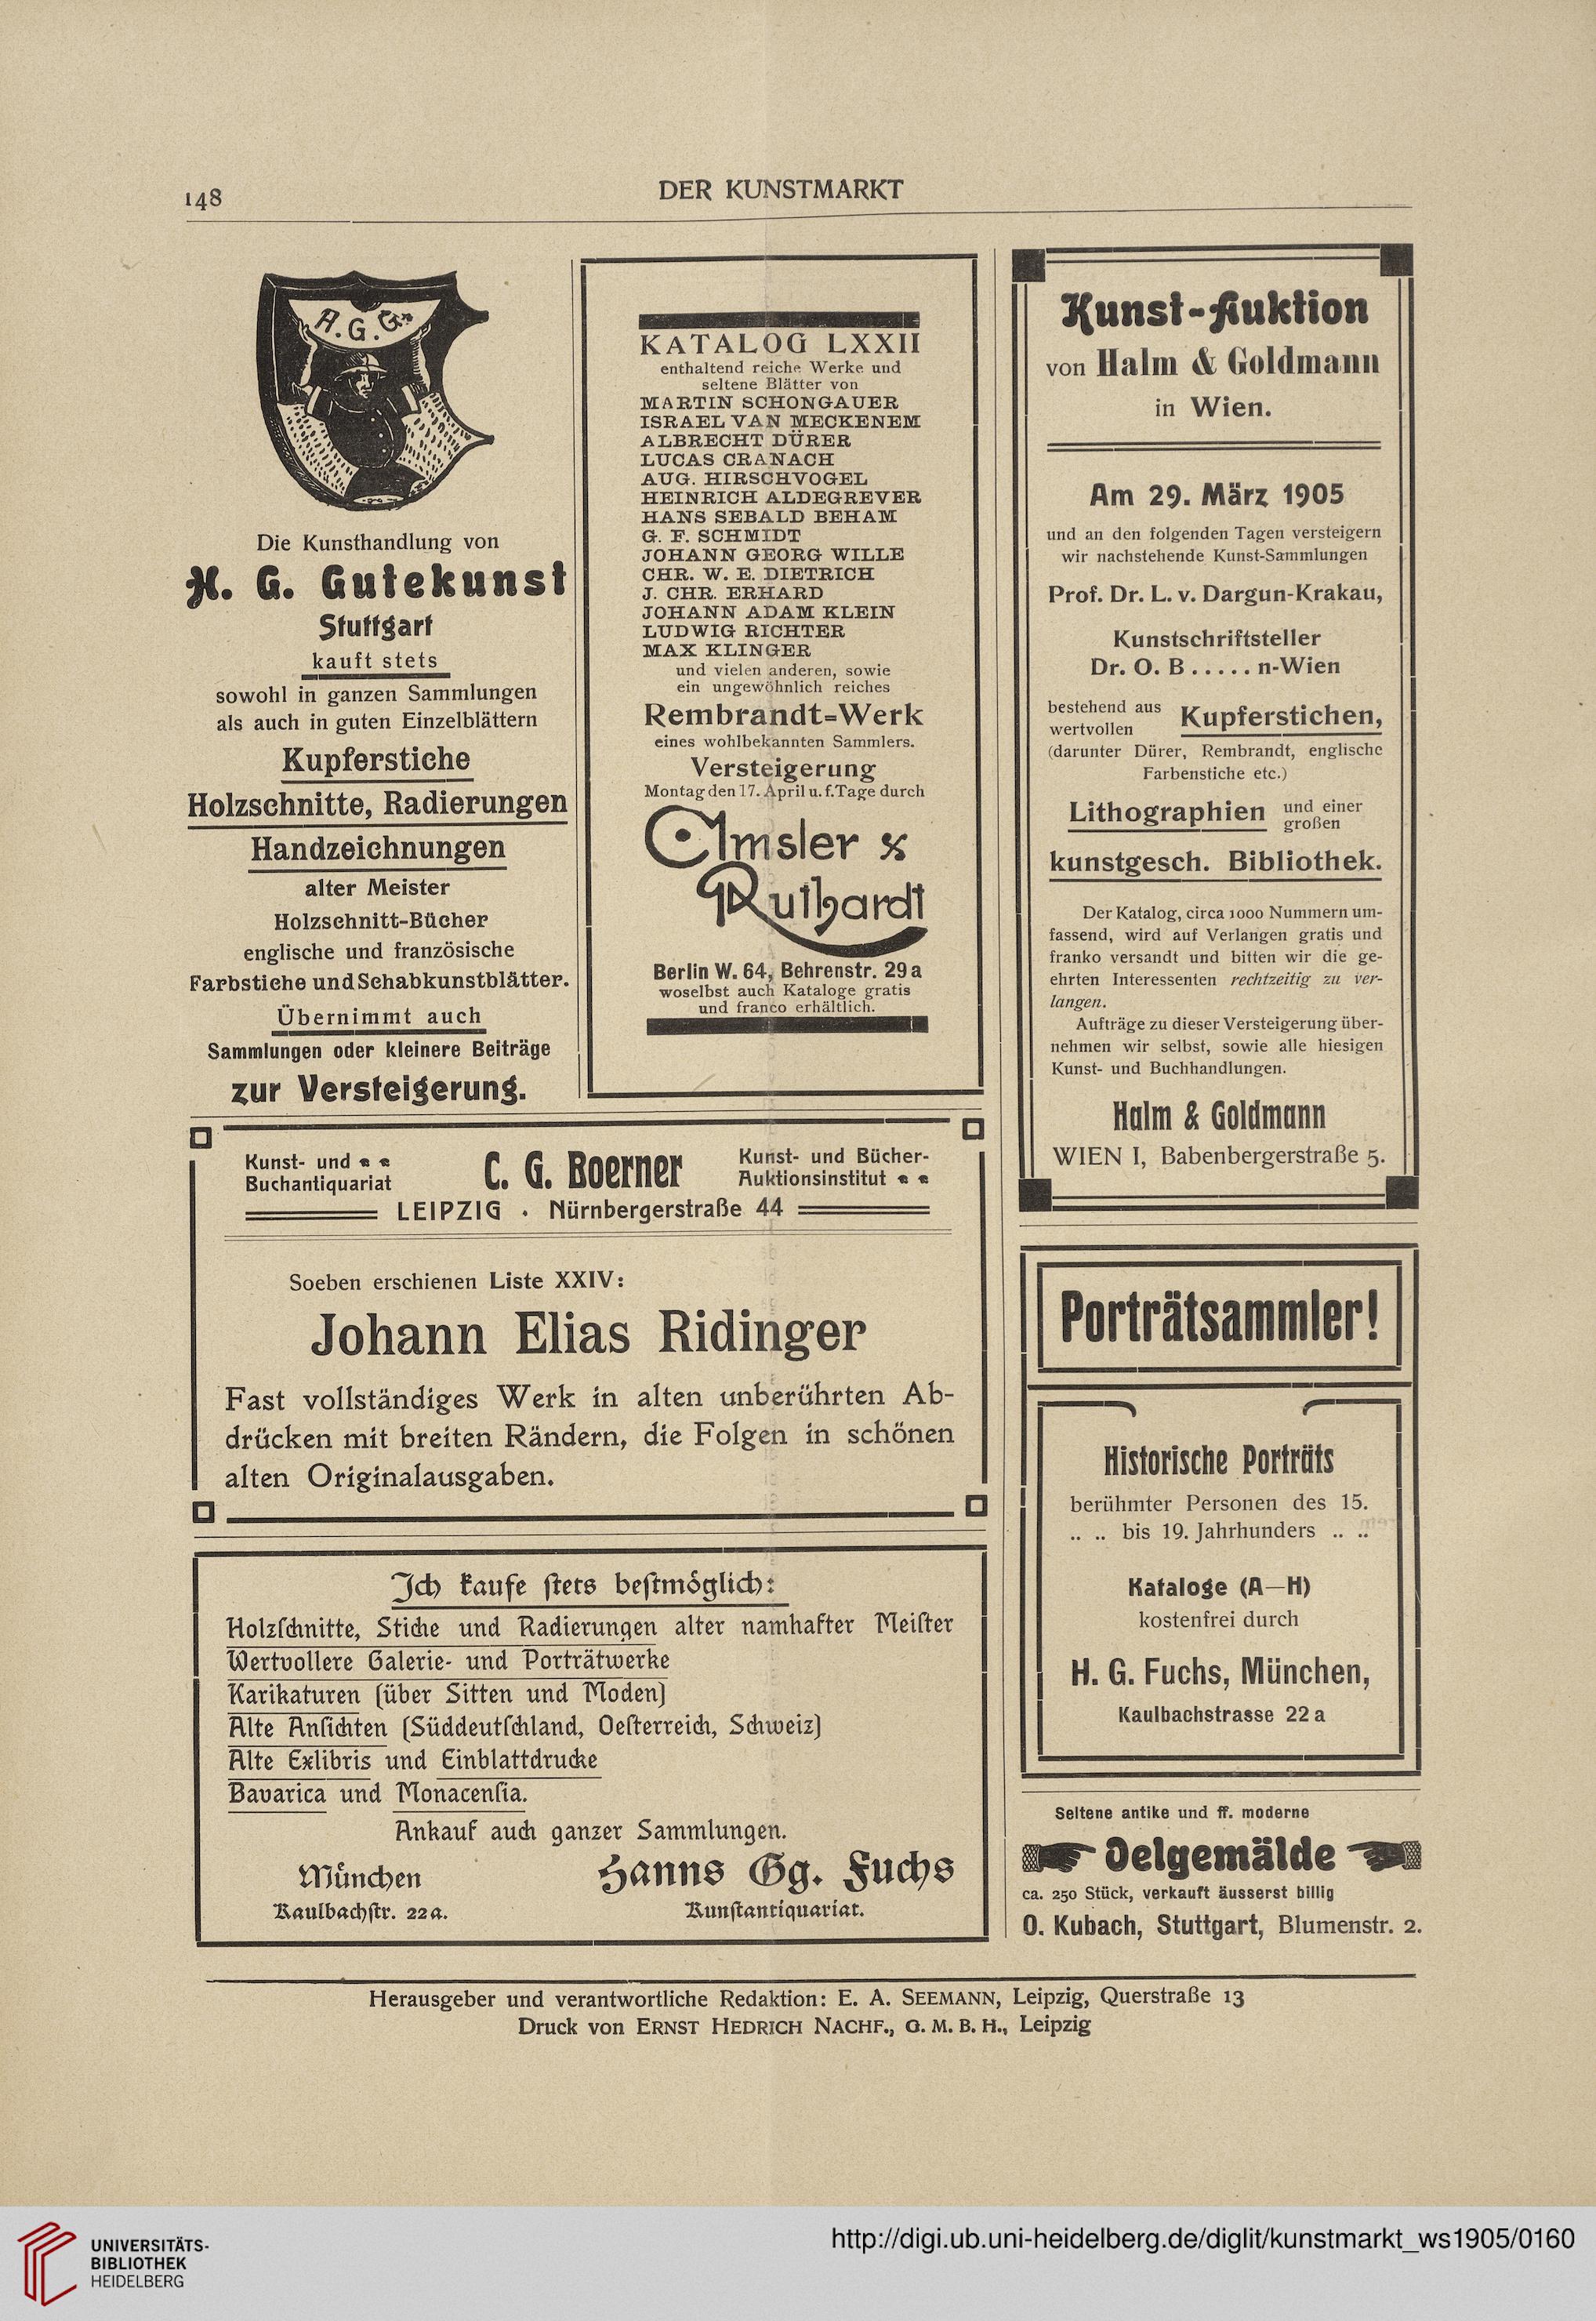 148
DER KUNSTMARKT
H. G. G.
Die Kunsthandlung von
H. G. Gutekunst
Stuttgart
kauft stets
sowohl in ganzen Sammlungen
als auch in guten Einzelblättern
Kupferstiche
Holzschnitte, Radierungen
Handzeichnungen
alter Meister
Holzschnitt-Bücher
englische und französische
Farbstiche und Schabkunstblätter.
Übernimmt auch
Sammlungen oder kleinere Beiträge
zur Versteigerung.
KATALOG LXXII
enthaltend reiche Werke und
seltene Blätter von
MARTIN SCHONGAUER
ISRAEL VAN MECKENEM
ALBRECHT DÜRER
LUCAS CRANACH
AUG. HIRSCHVOGEL
HEINRICH ALDEGREVER
HANS SEBALD BEHAM
G. F. SCHMIDT
JOHANN GEORG WILLE
CHR. W. E. DIETRICH
J. CHR. ERHARD
JOHANN ADAM KLEIN
LUDWIG RICHTER
MAX KLINGER
und vielen anderen, sowie
ein ungewöhnlich reiches
Rembrandt=Werk
eines wohlbekannten Sammlers.
Versteigerung
Montag den 17. April u. f. Tage durch
Amsler &
Ruthardt
Berlin W. 64, Behrenstr. 29a
woselbst auch Kataloge gratis
und franco erhältlich.
Kunst-Auktion
von Halm & Goldmann
in Wien.
Am 29. März 1905
und an den folgenden Tagen versteigern
wir nachstehende Kunst-Sammlungen
Prof. Dr. L. v. Dargun-Krakau,
Kunstschriftsteller
Dr. O. B . . . . . n-Wien
bestehend aus
wertvollen Kupferstichen,
(darunter Dürer, Rembrandt, englische
Farbenstiche etc.)
Lithographien und einer
großen
kunstgesch. Bibliothek.
Der Katalog, circa 1000 Nummern um-
fassend, wird auf Verlangen gratis und
franko versandt und bitten wir die ge-
ehrten Interessenten rechtzeitig zu ver-
langen.
Aufträge zu dieser Versteigerung über-
nehmen wir selbst, sowie alle hiesigen
Kunst- und Buchhandlungen.
Halm & Goldmann
WIEN I, Babenbergerstraße 5.
Kunst- und
Buchantiquariat
C. G. Boerner
Kunst- und Bücher-
Auktionsinstitut
LEIPZIG . Nürnbergerstraße 44
Soeben erschienen Liste XXIV:
Johann Elias Ridinger
Fast vollständiges Werk in alten unberührten Ab-
drücken mit breiten Rändern, die Folgen in schönen
alten Originalausgaben.
Ich kaufe ſtets beſtmöglich:
Holzſchnitte, Stiche und Radierungen alter namhafter Meiſter
Wertvollere Galerie- und Porträtwerke
Karikaturen (über Sitten und Moden)
Alte Anſichten (Süddeutſchland, Oeſterreich, Schweiz)
Alte Exlibris und Einblattdrucke
Bavarica und Monacenſia.
Ankauf auch ganzer Sammlungen.
München
Kaulbachſtr. 22a.
Hanns Gg. Fuchs
Kunſtantiquariat.
Porträtsammler!
Historische Porträts
berühmter Personen des 15.
.. .. bis 19. Jahrhunders .. ..
Kataloge (A—H)
kostenfrei durch
H. G. Fuchs, München,
Kaulbachstrasse 22a
Seltene antike und ff. moderne
Oelgemälde
ca. 250 Stück, verkauft äusserst billig
O. Kubach, Stuttgart, Blumenstr. 2.
Herausgeber und verantwortliche Redaktion: E. A. SEEMANN, Leipzig, Querstraße 13
Druck von ERNST HEDRICH NACHF., G. M. B. H., Leipzig
UNIVERSITÄTS-
BIBLIOTHEK
HEIDELBERG
http://digi.ub.uni-heidelberg.de/diglit/kunstmarkt_ws1905/0160